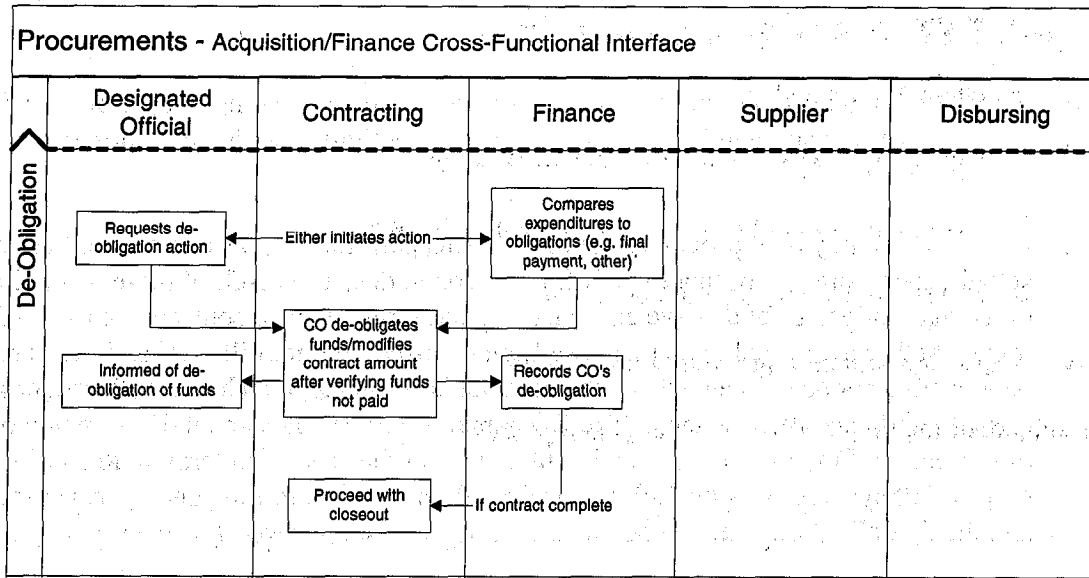 Procurements - Acquisition/Finance Cross-Functional Interface
Designated
Official
Contracting
Finance
Supplier
Disbursing
De-Obligation
Requests de-
obligation action
Either initiates action
Compares
expenditures to
obligations (e.g. final
payment, other)
CO de-obligates
funds/modifies
contract amount
after verifying funds
not paid
Informed of de-
obligation of funds
Records CO's
de-obligation
Proceed with
closeout
If contract complete